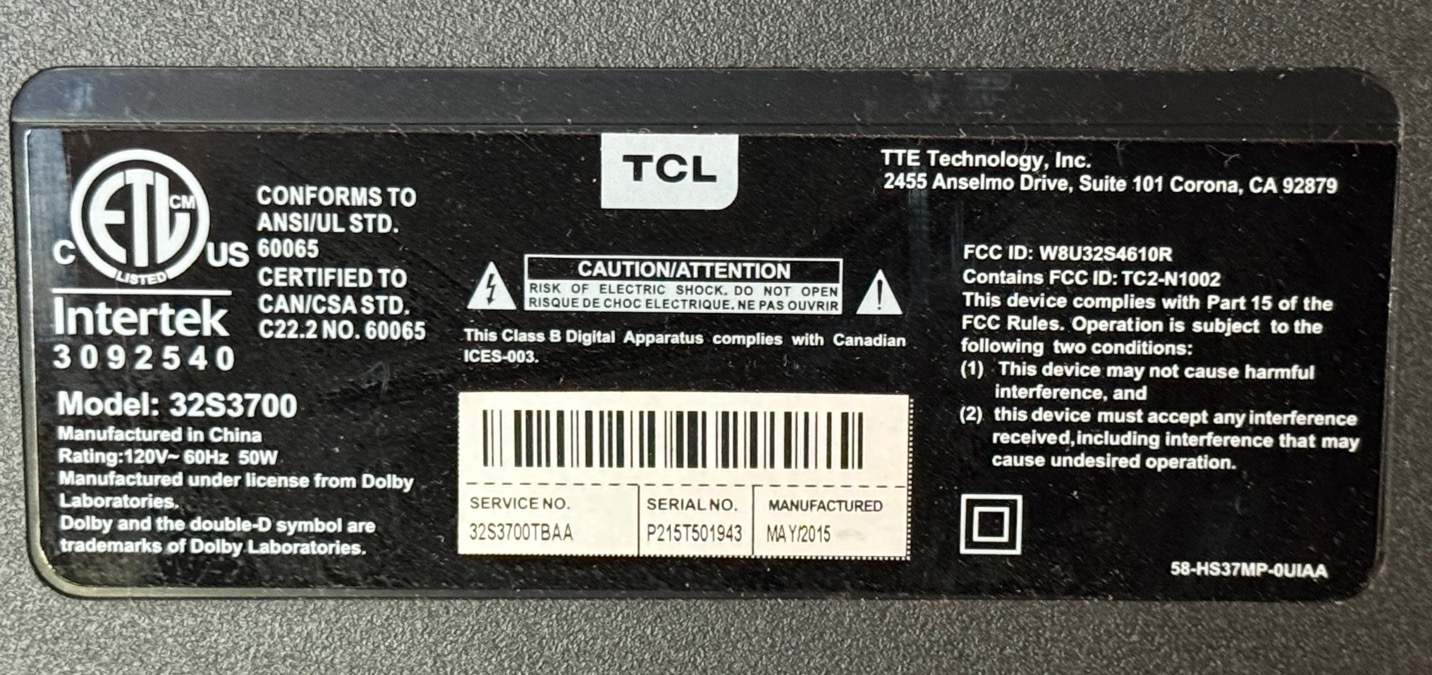 TCL
TTE Technology, Inc.
2455 Anselmo Drive, Suite 101 Corona, CA 92879
C ETL CM US
LISTED
Intertek
3092540
CONFORMS TO
ANSI/UL STD.
60065
CERTIFIED TO
CAN/CSA STD.
C22.2 NO. 60065
Model: 32S3700
Manufactured in China
Rating:120V~ 60Hz 50W
Manufactured under license from Dolby
Laboratories.
Dolby and the double-D symbol are
trademarks of Dolby Laboratories.
CAUTION/ATTENTION
RISK OF ELECTRIC SHOCK. DO NOT OPEN
RISQUE DE CHOC ELECTRIQUE. NE PAS OUVRIR
!
This Class B Digital Apparatus complies with Canadian
ICES-003.
SERVICE NO.
32S3700TBAA
SERIAL NO.
P215T501943
MANUFACTURED
MAY/2015
FCC ID: W8U32S4610R
Contains FCC ID: TC2-N1002
This device complies with Part 15 of the
FCC Rules. Operation is subject to the
following two conditions:
(1) This device may not cause harmful
interference, and
(2) this device must accept any interference
received,including interference that may
cause undesired operation.
58-HS37MP-0UIAA